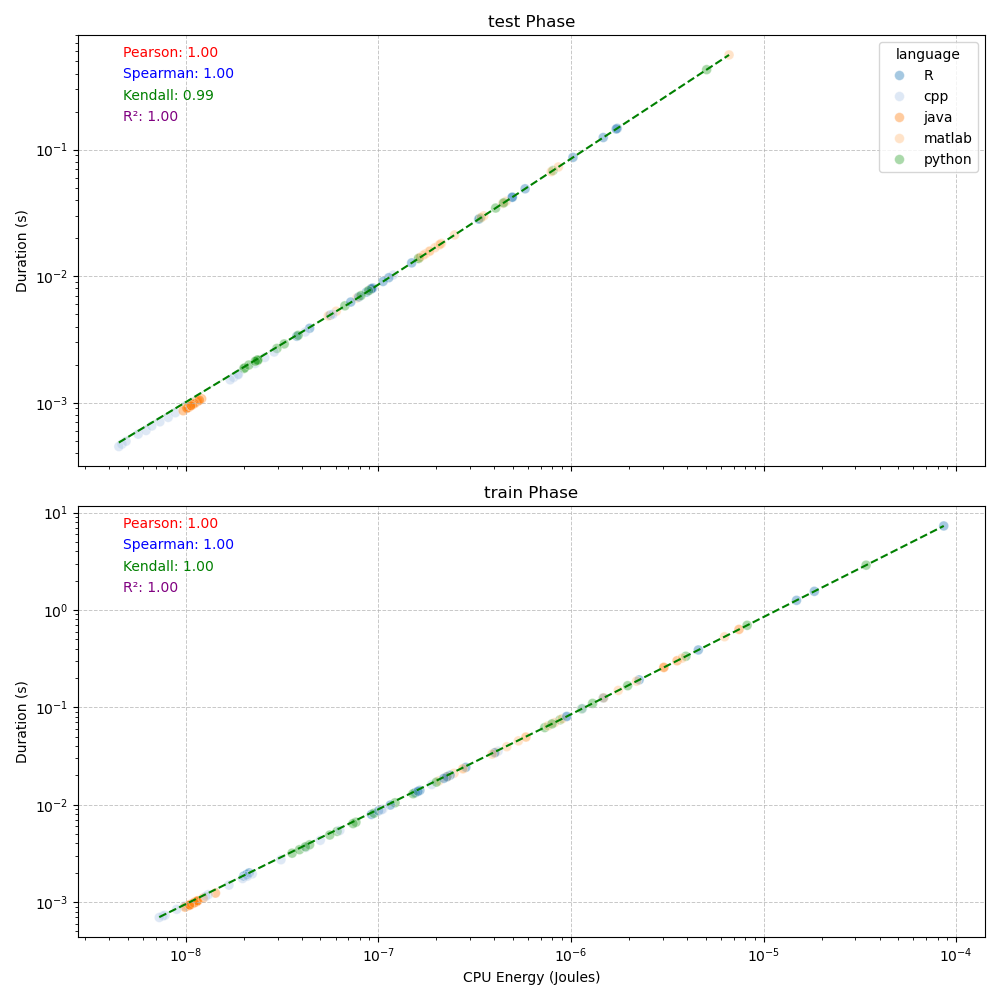 test Phase
Pearson: 1.00
Spearman: 1.00
Kendall: 0.99
R²: 1.00
language
R
cpp
java
matlab
python
10⁻¹
10⁻²
10⁻³
Duration (s)
train Phase
Pearson: 1.00
Spearman: 1.00
Kendall: 1.00
R²: 1.00
10¹
10⁰
10⁻¹
10⁻²
10⁻³
Duration (s)
10⁻⁸ 10⁻⁷ 10⁻⁶ 10⁻⁵ 10⁻⁴
CPU Energy (Joules)